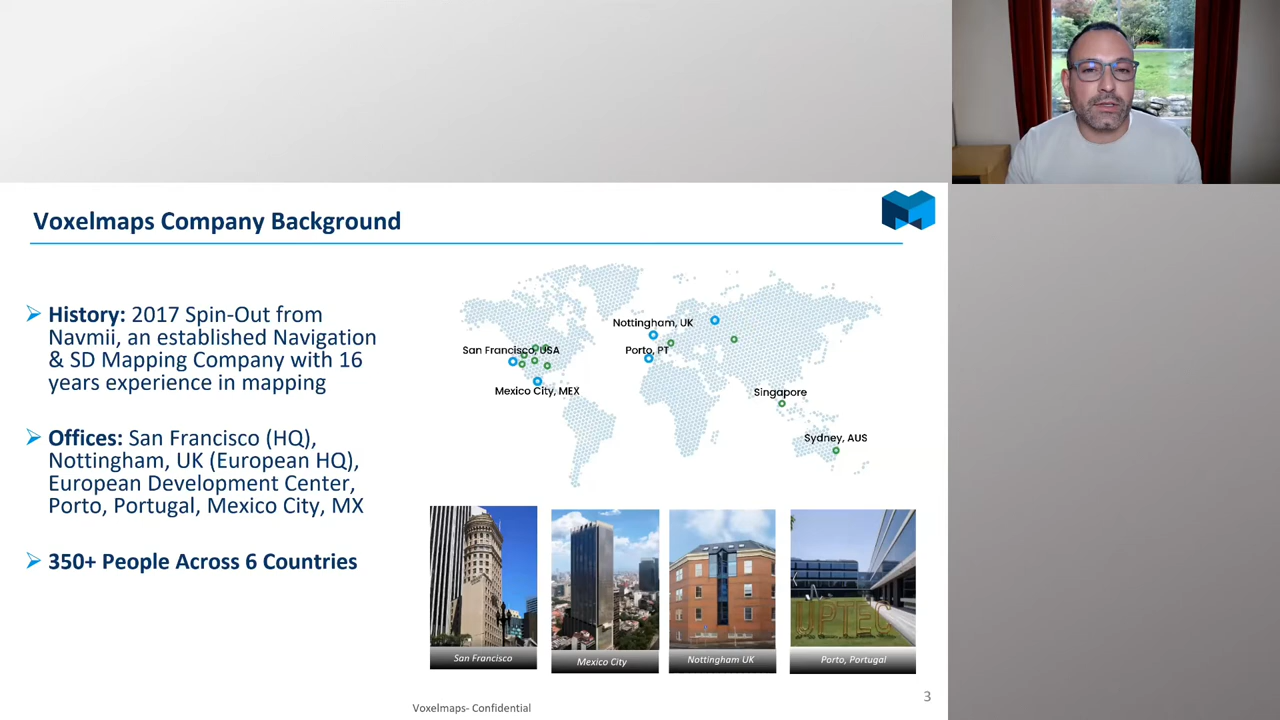 Voxelmaps Company Background
➢ History: 2017 Spin-Out from
Navmii, an established Navigation
& SD Mapping Company with 16
years experience in mapping
➢ Offices: San Francisco (HQ),
Nottingham, UK (European HQ),
European Development Center,
Porto, Portugal, Mexico City, MX
➢ 350+ People Across 6 Countries
Nottingham, UK
San Francisco, USA
Porto, PT
Mexico City, MEX
Singapore
Sydney, AUS
UPTEC
San Francisco
Mexico City
Nottingham UK
Porto, Portugal
Voxelmaps- Confidential
3